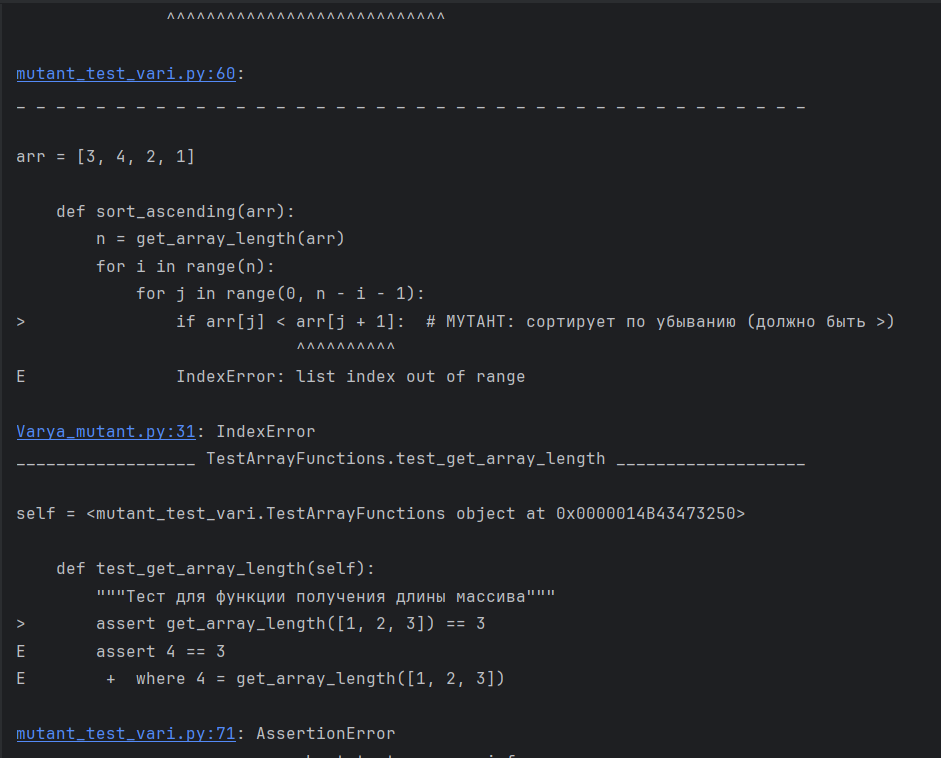 ^^^^^^^^^^^^^^^^^^^^^^^^^^^^
mutant_test_vari.py:60:
_ _ _ _ _ _ _ _ _ _ _ _ _ _ _ _ _ _ _ _ _ _ _ _ _ _ _ _ _ _ _ _ _ _ _ _ _ _ _ _
arr = [3, 4, 2, 1]
    def sort_ascending(arr):
        n = get_array_length(arr)
        for i in range(n):
            for j in range(0, n - i - 1):
>               if arr[j] < arr[j + 1]:  # МУТАНТ: сортирует по убыванию (должно быть >)
                            ^^^^^^^^^^
E               IndexError: list index out of range
Varya_mutant.py:31: IndexError
__________________ TestArrayFunctions.test_get_array_length ___________________
self = <mutant_test_vari.TestArrayFunctions object at 0x0000014B43473250>
    def test_get_array_length(self):
        """Тест для функции получения длины массива"""
>       assert get_array_length([1, 2, 3]) == 3
E       assert 4 == 3
E        +  where 4 = get_array_length([1, 2, 3])
mutant_test_vari.py:71: AssertionError